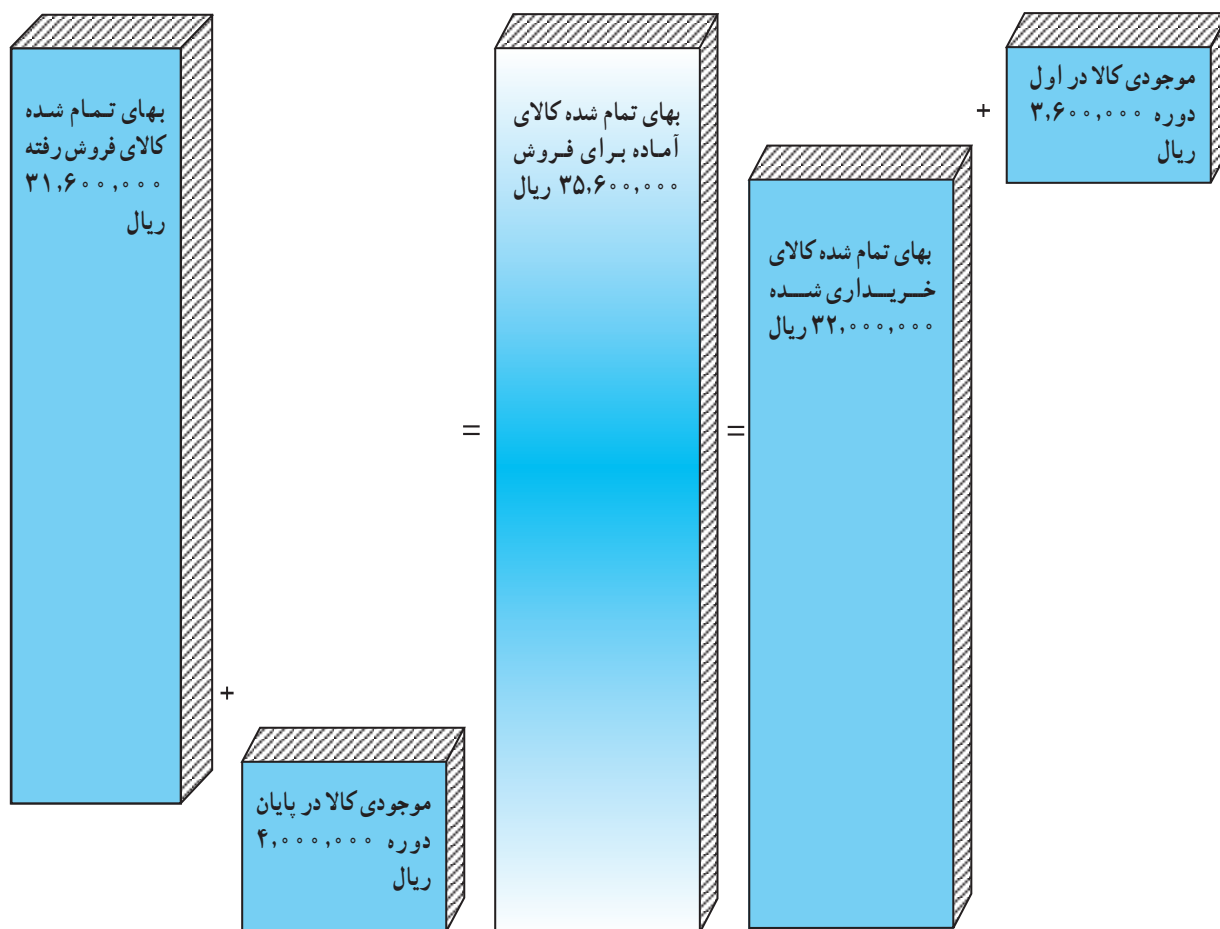 موجودی کالا در اول
دوره ۳,۶۰۰,۰۰۰
ریال
+
بهای تمام شده کالای
خریداری شده
۳۲,۰۰۰,۰۰۰ ریال
=
بهای تمام شده کالای
آماده برای فروش
۳۵,۶۰۰,۰۰۰ ریال
=
موجودی کالا در پایان
دوره ۴,۰۰۰,۰۰۰
ریال
+
بهای تمام شده
کالای فروش رفته
۳۱,۶۰۰,۰۰۰
ریال